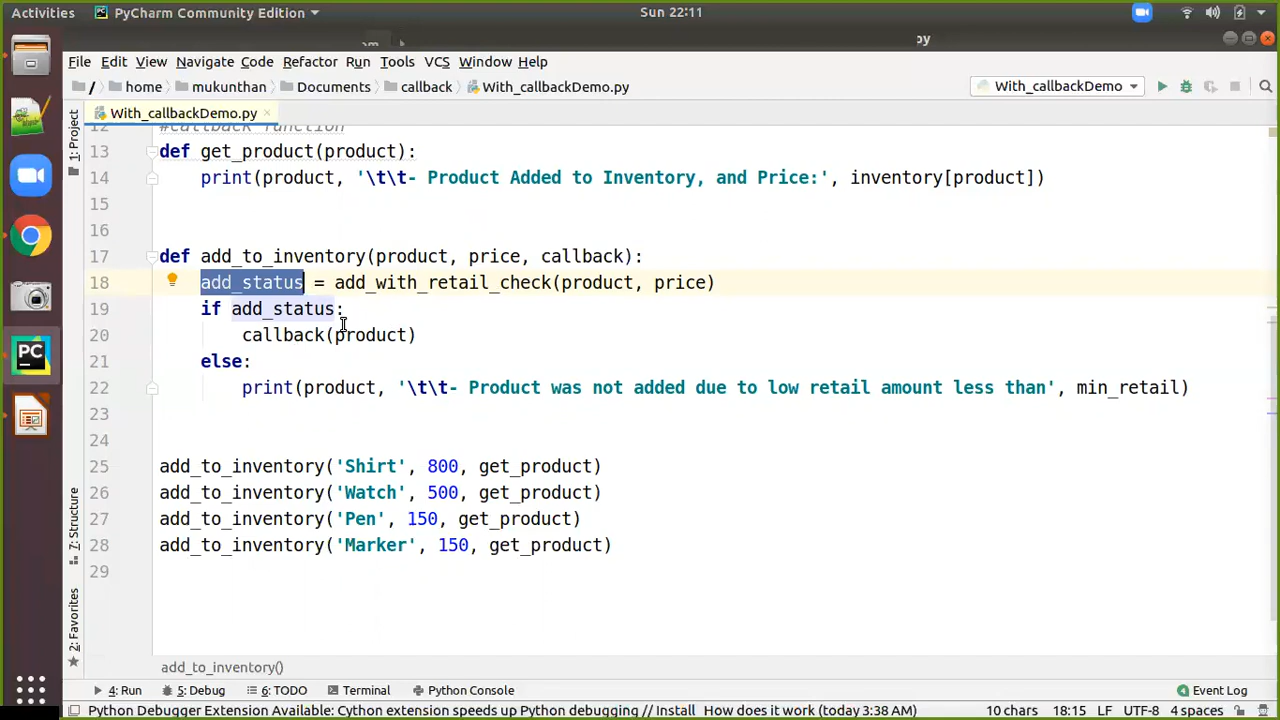 Activities PyCharm Community Edition Sun 22:11
py
File Edit View Navigate Code Refactor Run Tools VCS Window Help
/ home mukunthan Documents callback With_callbackDemo.py With_callbackDemo
With_callbackDemo.py
1: Project
12 #callback function
13 def get_product(product):
14 print(product, '\t\t- Product Added to Inventory, and Price:', inventory[product])
15
16
17 def add_to_inventory(product, price, callback):
18 add_status = add_with_retail_check(product, price)
19 if add_status:
20 callback(product)
21 else:
22 print(product, '\t\t- Product was not added due to low retail amount less than', min_retail)
23
24
25 add_to_inventory('Shirt', 800, get_product)
26 add_to_inventory('Watch', 500, get_product)
27 add_to_inventory('Pen', 150, get_product)
28 add_to_inventory('Marker', 150, get_product)
29
7: Structure
2: Favorites
add_to_inventory()
4: Run 5: Debug 6: TODO Terminal Python Console Event Log
Python Debugger Extension Available: Cython extension speeds up Python debugging // Install How does it work (today 3:38 AM) 10 chars 18:15 LF UTF-8 4 spaces